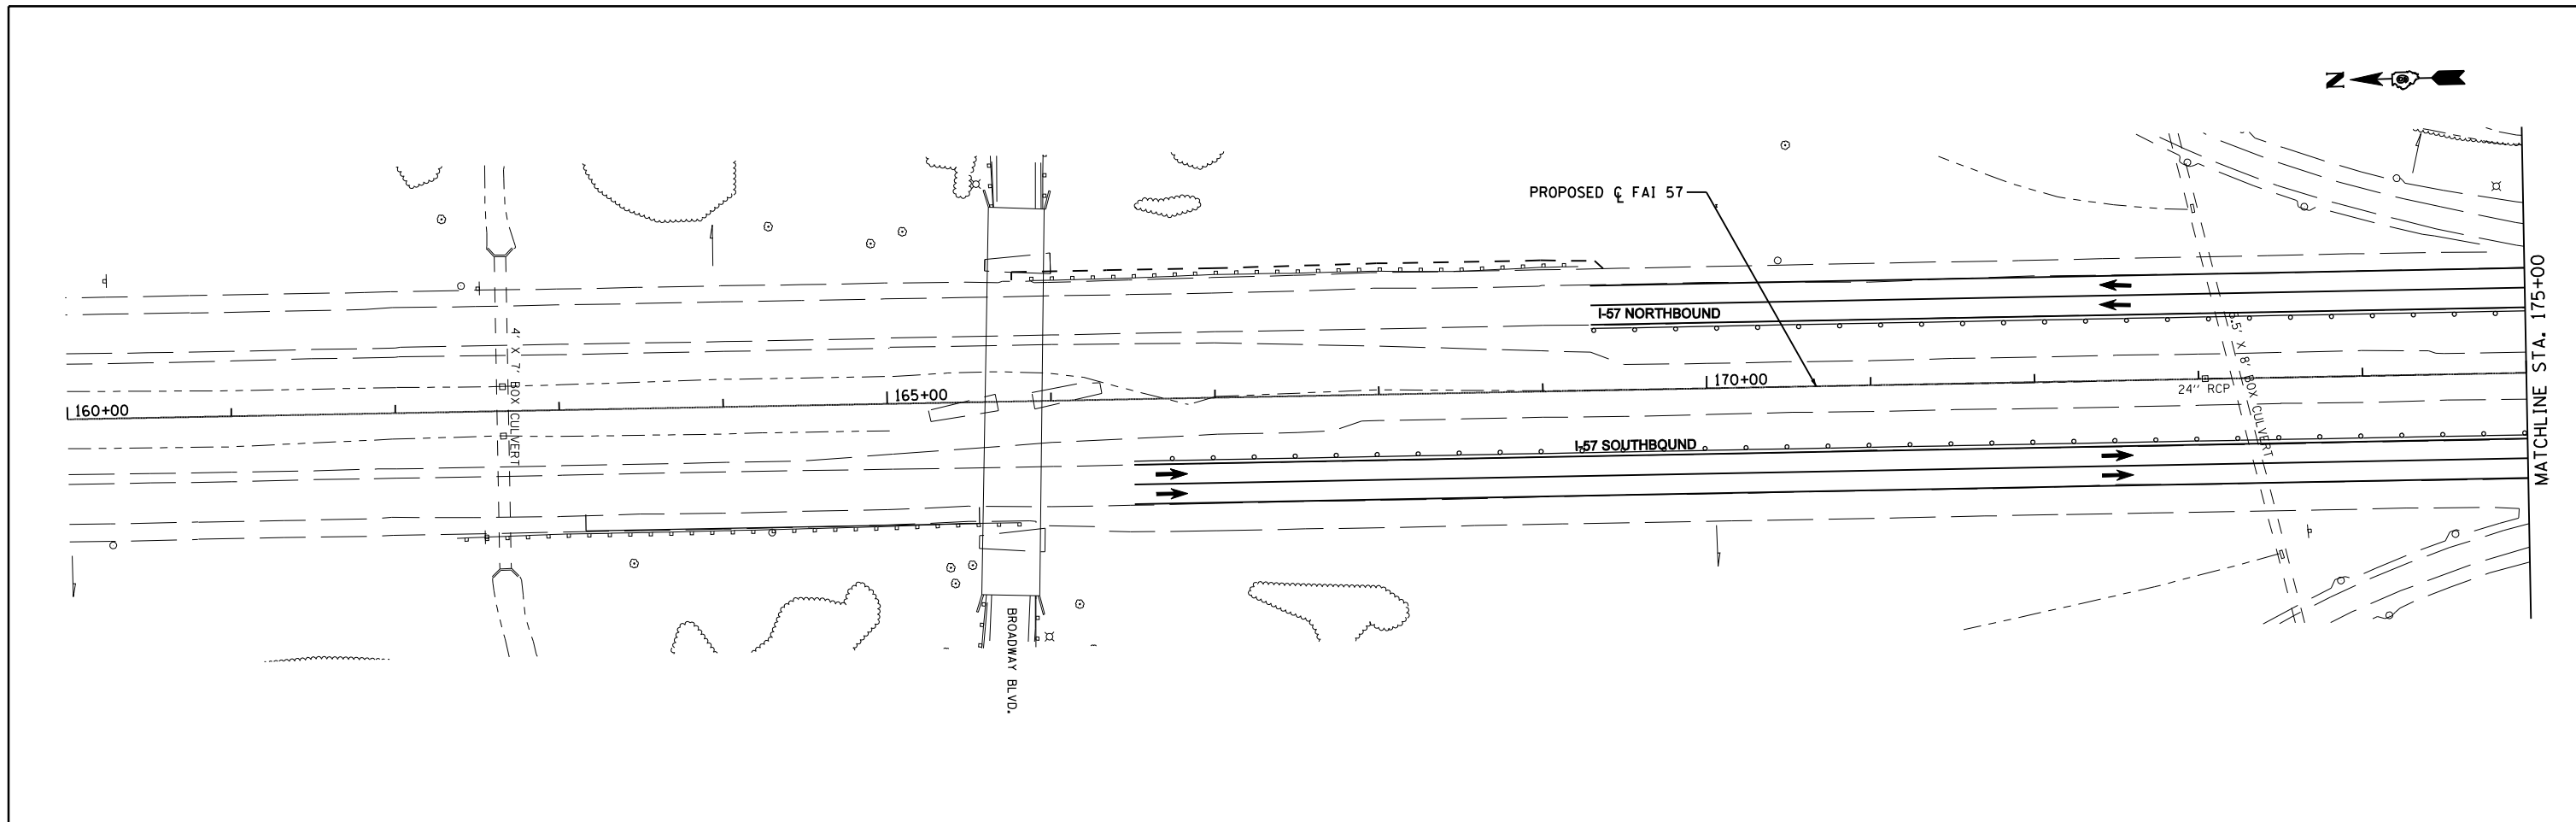 N
PROPOSED ℄ FAI 57
I-57 NORTHBOUND
4' X 7' BOX CULVERT
5.5' X 8' BOX CULVERT
160+00
165+00
170+00
24'' RCP
I-57 SOUTHBOUND
BROADWAY BLVD.
MATCHLINE STA. 175+00